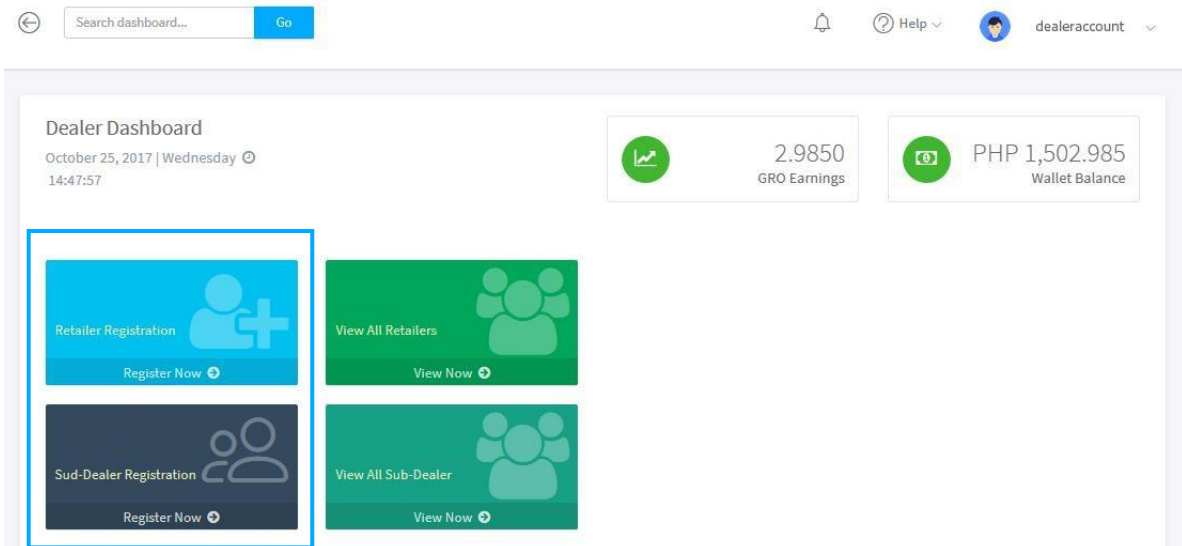 Search dashboard...
Go
Help
dealeraccount
Dealer Dashboard
October 25, 2017 | Wednesday
14:47:57
2.9850
GRO Earnings
PHP 1,502.985
Wallet Balance
Retailer Registration
Register Now
View All Retailers
View Now
Sud-Dealer Registration
Register Now
View All Sub-Dealer
View Now